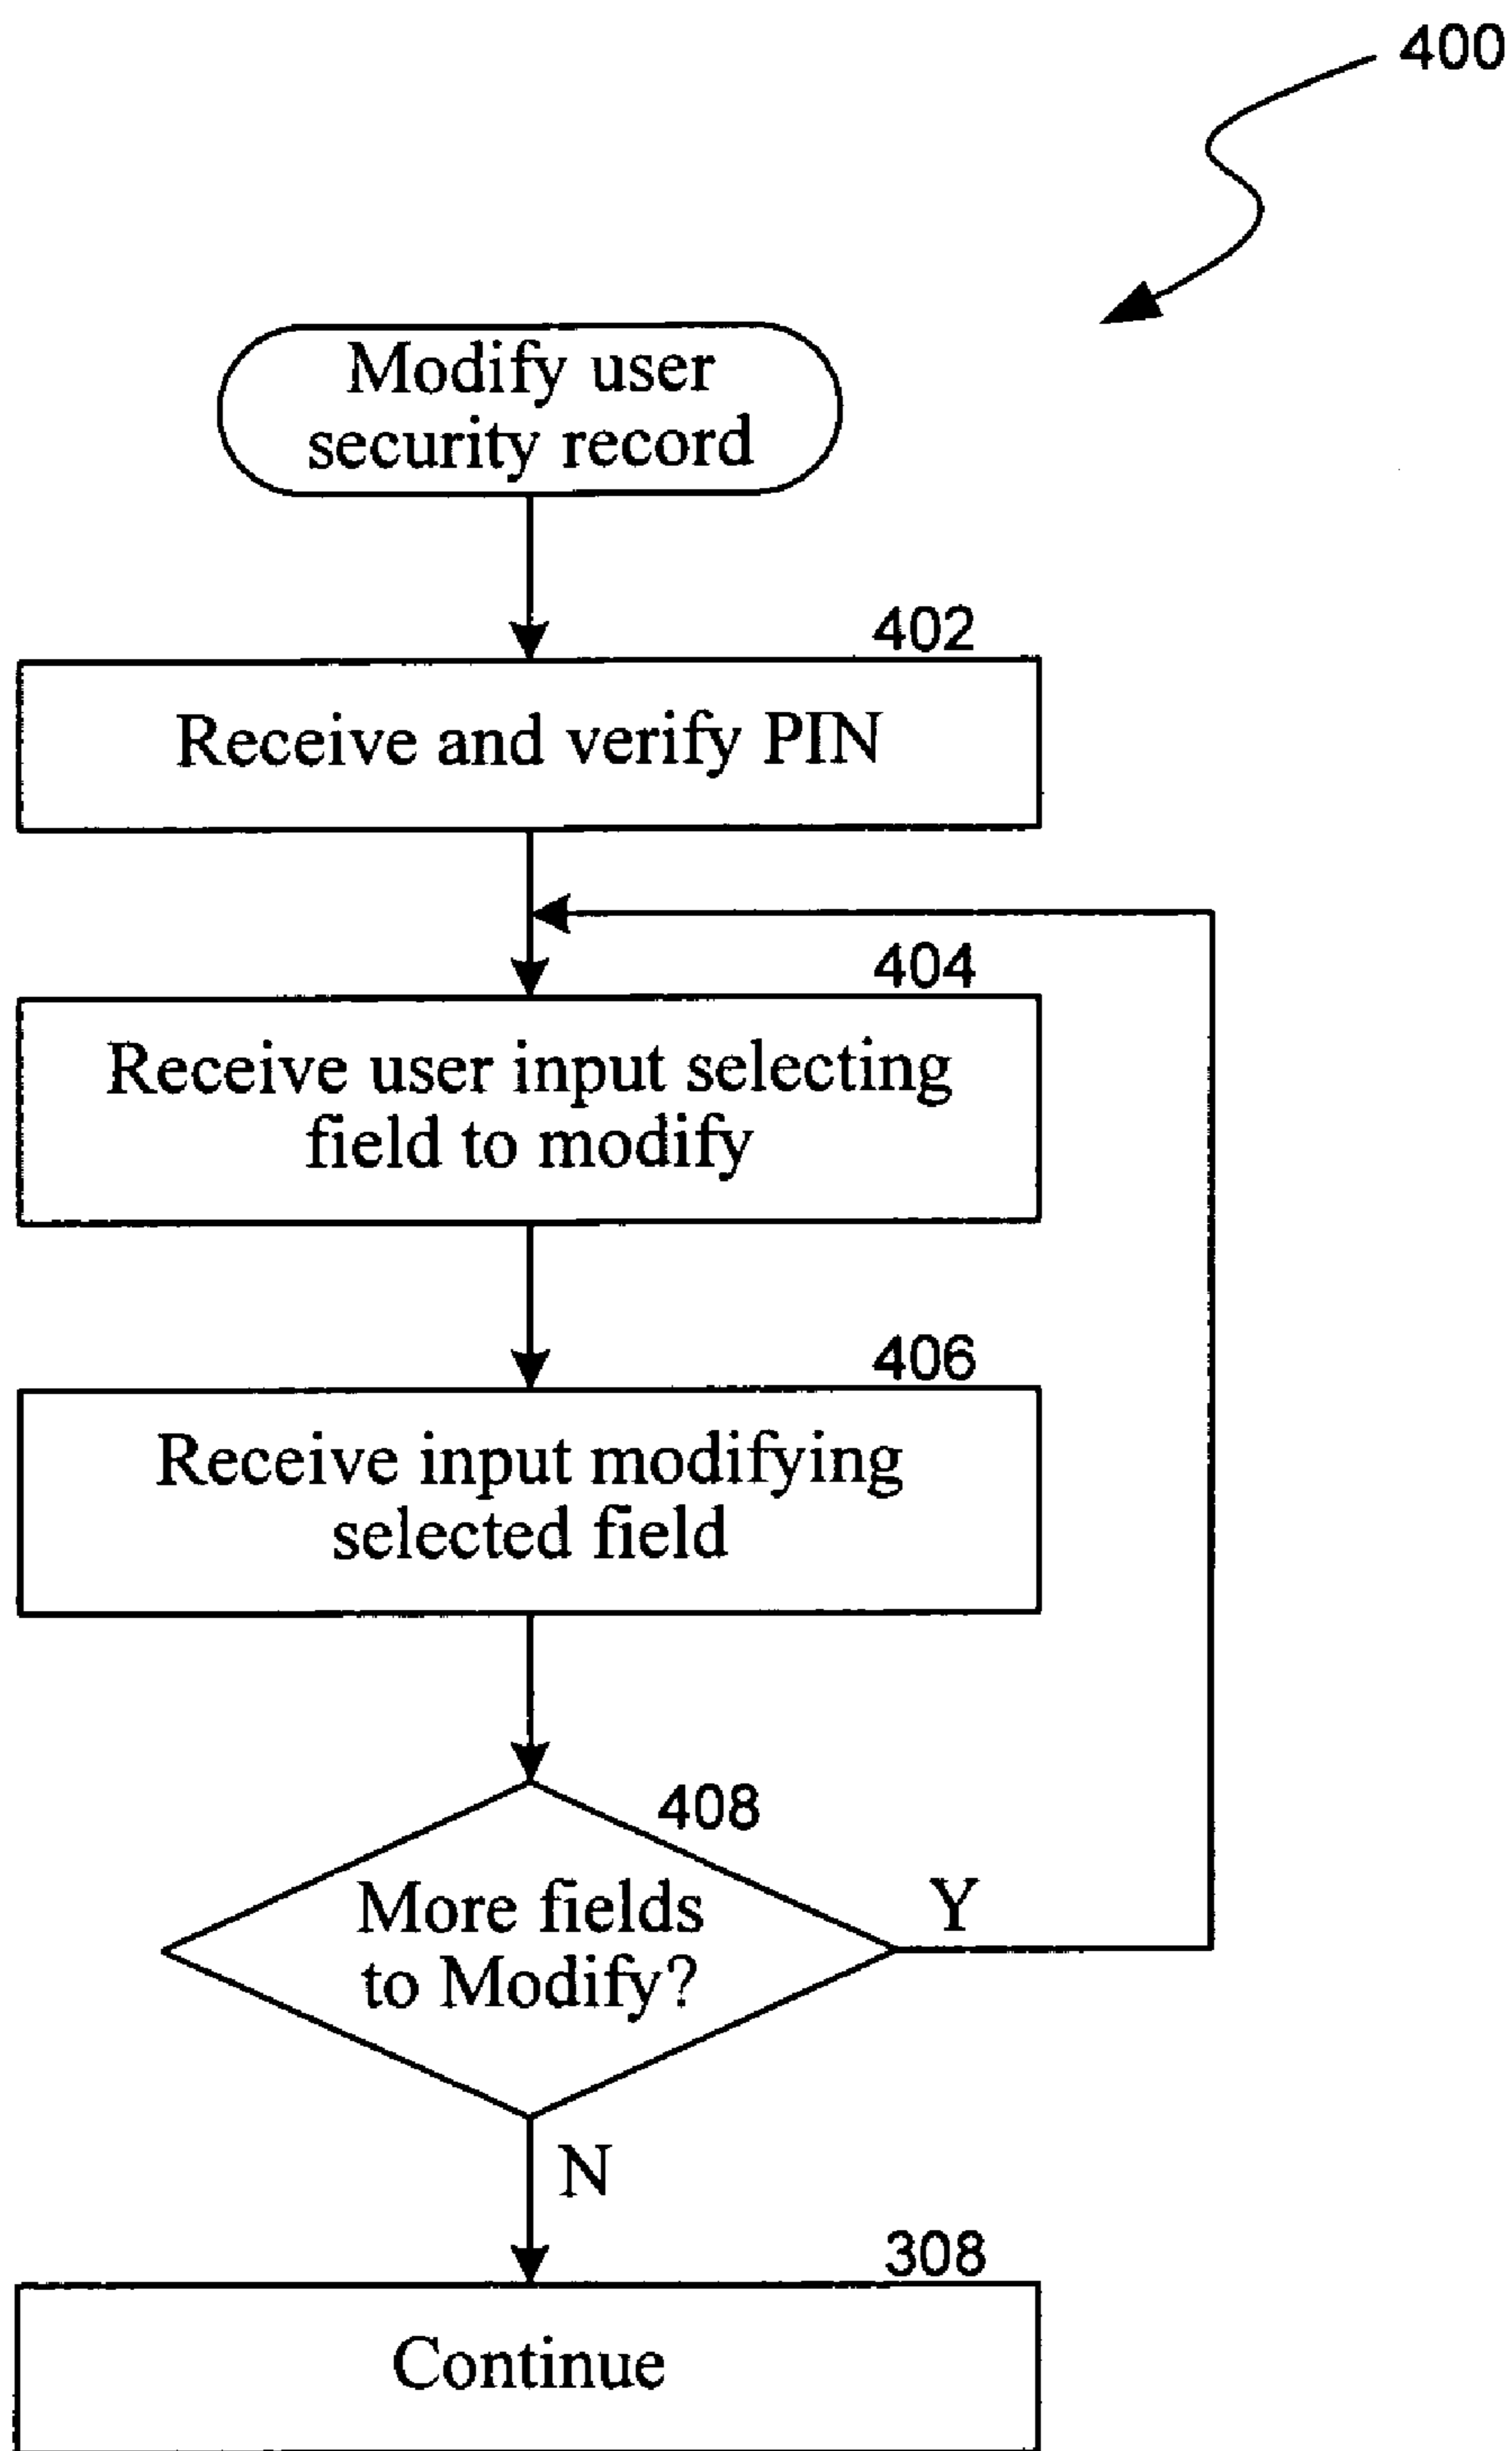 400
Modify user
security record
402
Receive and verify PIN
404
Receive user input selecting
field to modify
406
Receive input modifying
selected field
408
More fields
to Modify?
Y
N
308
Continue